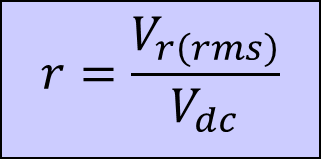 r = V_r(rms) / V_dc